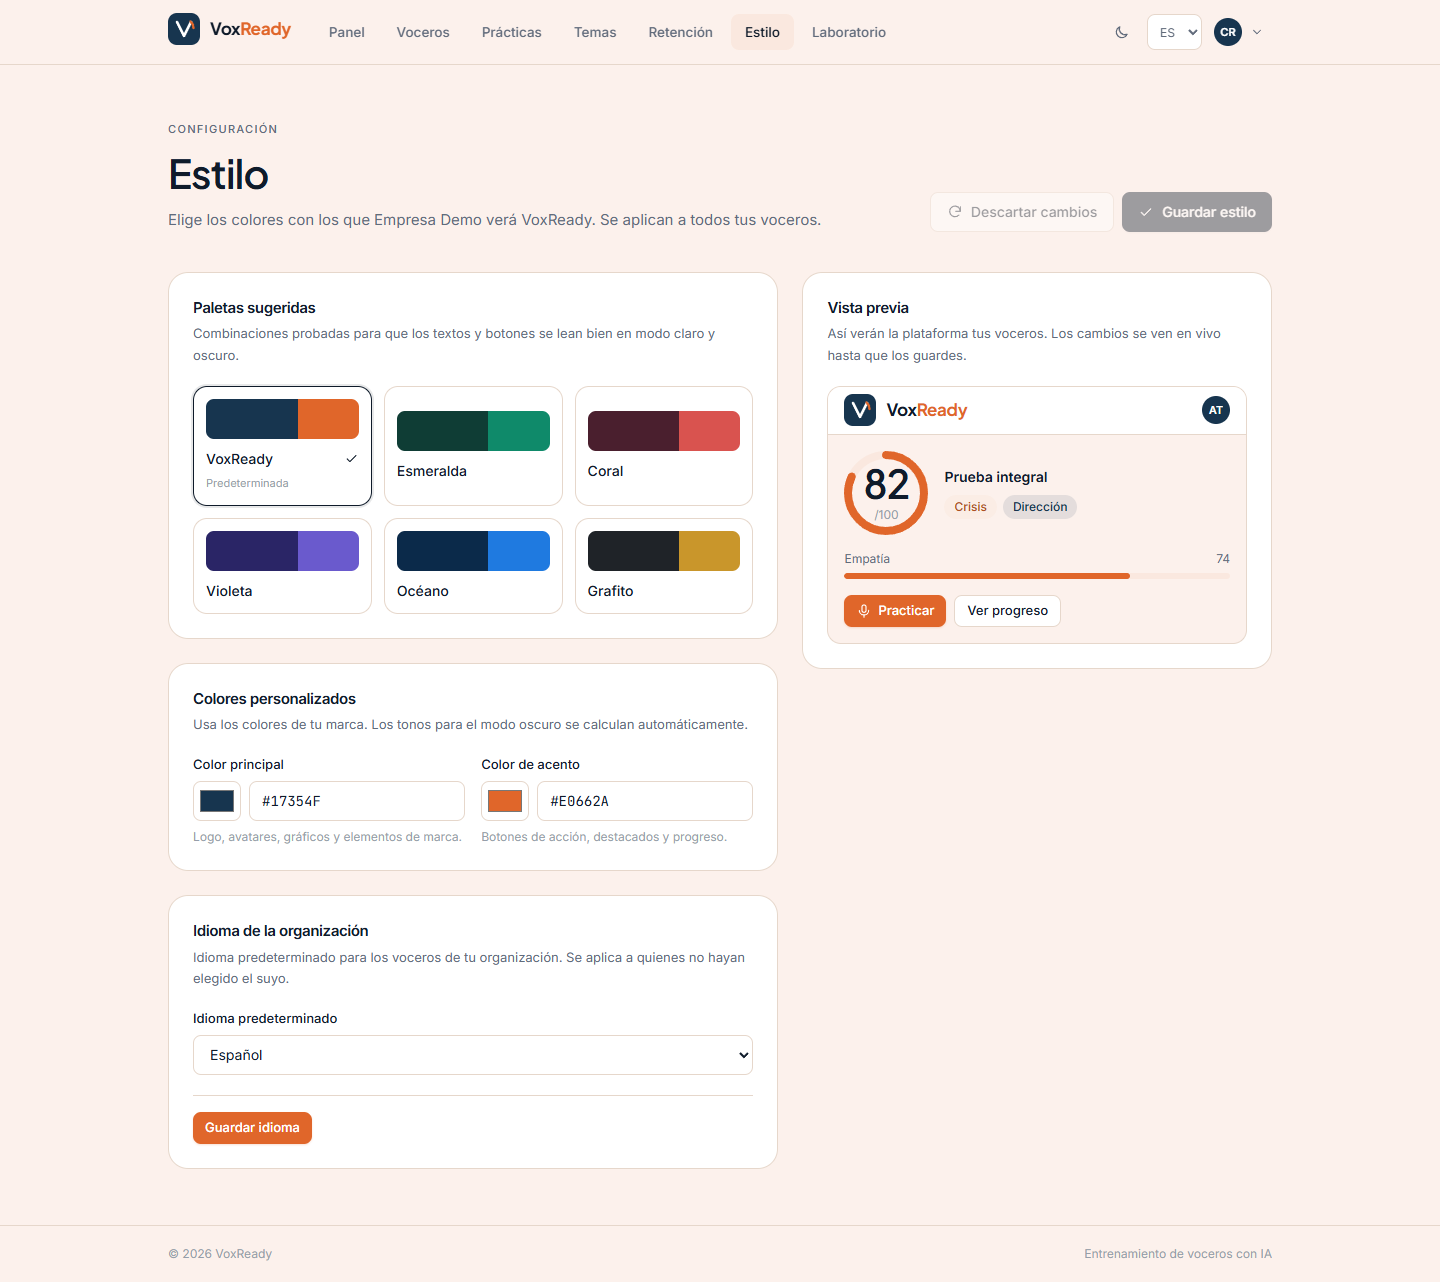 VoxReady
Panel
Voceros
Prácticas
Temas
Retención
Estilo
Laboratorio
ES
CR
CONFIGURACIÓN
Estilo
Elige los colores con los que Empresa Demo verá VoxReady. Se aplican a todos tus voceros.
Descartar cambios
Guardar estilo
Paletas sugeridas
Combinaciones probadas para que los textos y botones se lean bien en modo claro y
oscuro.
VoxReady
Predeterminada
Esmeralda
Coral
Violeta
Océano
Grafito
Vista previa
Así verán la plataforma tus voceros. Los cambios se ven en vivo
hasta que los guardes.
VoxReady
AT
82
/100
Prueba integral
Crisis
Dirección
Empatía
74
Practicar
Ver progreso
Colores personalizados
Usa los colores de tu marca. Los tonos para el modo oscuro se calculan automáticamente.
Color principal
#17354F
Logo, avatares, gráficos y elementos de marca.
Color de acento
#E0662A
Botones de acción, destacados y progreso.
Idioma de la organización
Idioma predeterminado para los voceros de tu organización. Se aplica a quienes no hayan
elegido el suyo.
Idioma predeterminado
Español
Guardar idioma
© 2026 VoxReady
Entrenamiento de voceros con IA